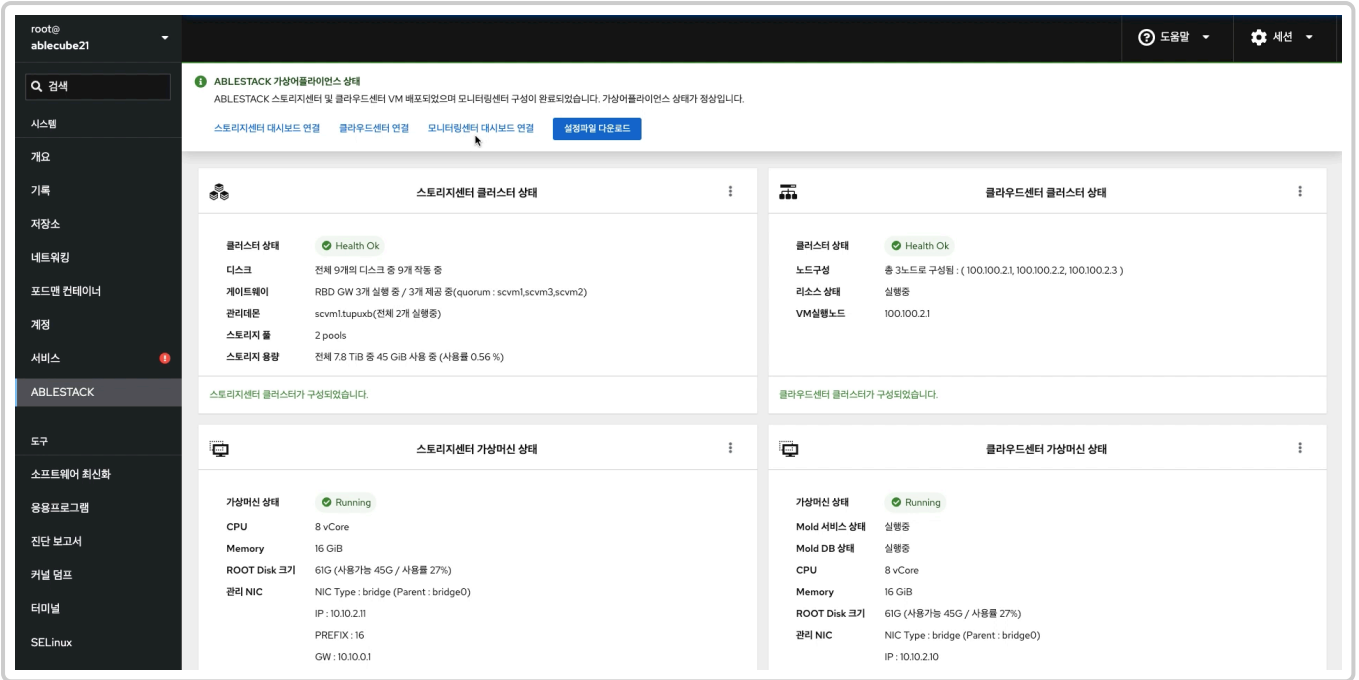 root@
ablecube21
도움말
세션
검색
시스템
개요
기록
저장소
네트워킹
포드맨 컨테이너
계정
서비스
ABLESTACK
도구
소프트웨어 최신화
응용프로그램
진단 보고서
커널 덤프
터미널
SELinux
ABLESTACK 가상어플라이언스 상태
ABLESTACK 스토리지센터 및 클라우드센터 VM 배포되었으며 모니터링센터 구성이 완료되었습니다. 가상어플라이언스 상태가 정상입니다.
스토리지센터 대시보드 연결 클라우드센터 연결 모니터링센터 대시보드 연결 설정파일 다운로드
스토리지센터 클러스터 상태
클러스터 상태 Health Ok
디스크 전체 9개의 디스크 중 9개 작동 중
게이트웨이 RBD GW 3개 실행 중 / 3개 제공 중(quorum : scvm1,scvm3,scvm2)
관리데몬 scvm1.tupuxb(전체 2개 실행중)
스토리지 풀 2 pools
스토리지 용량 전체 7.8 TiB 중 45 GiB 사용 중 (사용률 0.56 %)
스토리지센터 클러스터가 구성되었습니다.
클라우드센터 클러스터 상태
클러스터 상태 Health Ok
노드구성 총 3노드로 구성됨 : ( 100.100.2.1, 100.100.2.2, 100.100.2.3 )
리소스 상태 실행중
VM실행노드 100.100.2.1
클라우드센터 클러스터가 구성되었습니다.
스토리지센터 가상머신 상태
가상머신 상태 Running
CPU 8 vCore
Memory 16 GiB
ROOT Disk 크기 61G (사용가능 45G / 사용률 27%)
관리 NIC NIC Type : bridge (Parent : bridge0)
IP : 10.10.2.11
PREFIX : 16
GW : 10.10.0.1
클라우드센터 가상머신 상태
가상머신 상태 Running
Mold 서비스 상태 실행중
Mold DB 상태 실행중
CPU 8 vCore
Memory 16 GiB
ROOT Disk 크기 61G (사용가능 45G / 사용률 27%)
관리 NIC NIC Type : bridge (Parent : bridge0)
IP : 10.10.2.10